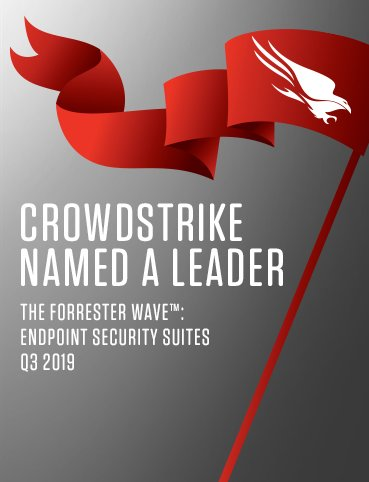 CROWDSTRIKE
NAMED A LEADER
THE FORRESTER WAVE™:
ENDPOINT SECURITY SUITES
Q3 2019